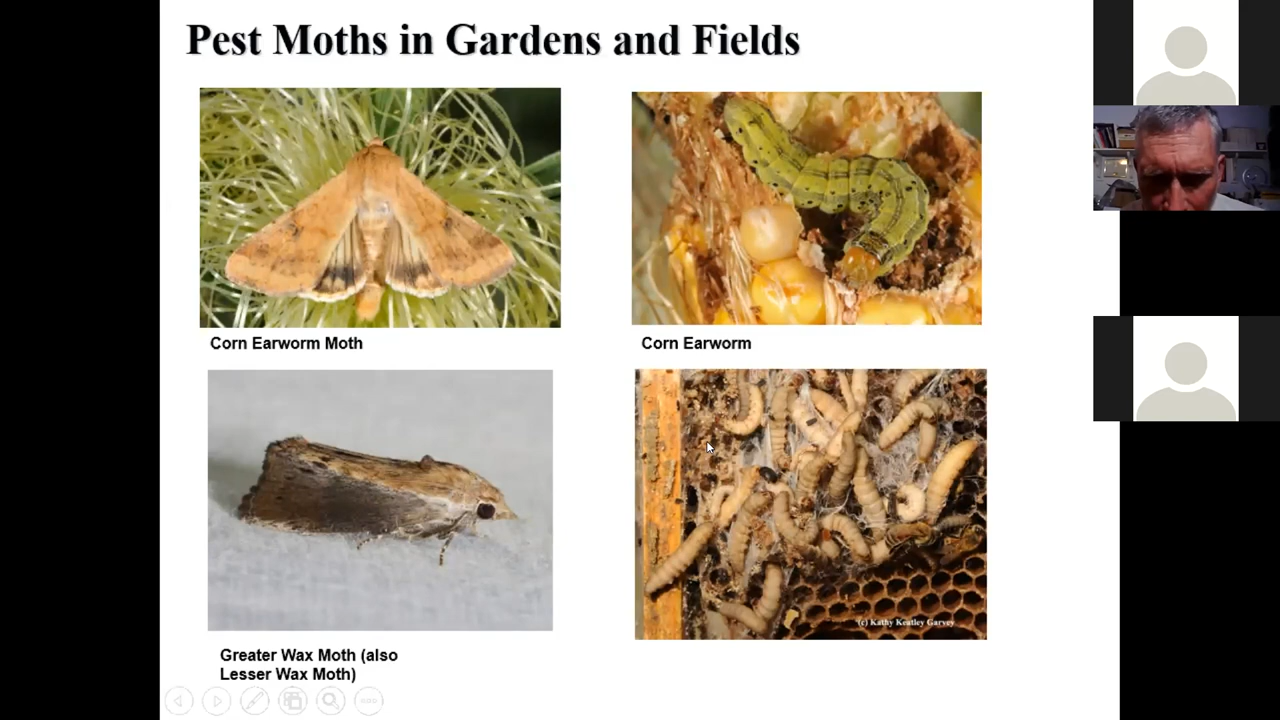 Pest Moths in Gardens and Fields
Corn Earworm Moth
Corn Earworm
(c) Kathy Keatley Garvey
Greater Wax Moth (also
Lesser Wax Moth)